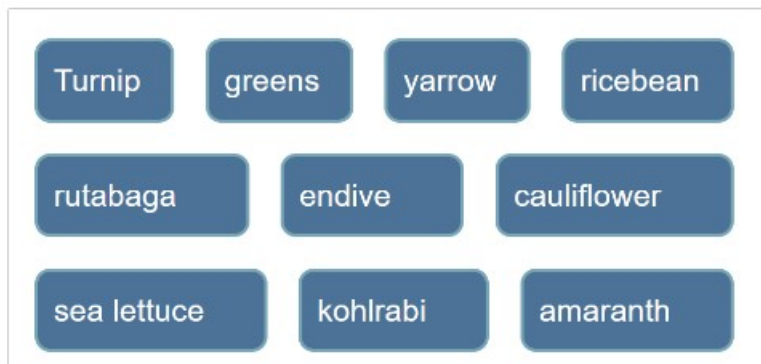 Turnip greens yarrow ricebean
rutabaga endive cauliflower
sea lettuce kohlrabi amaranth